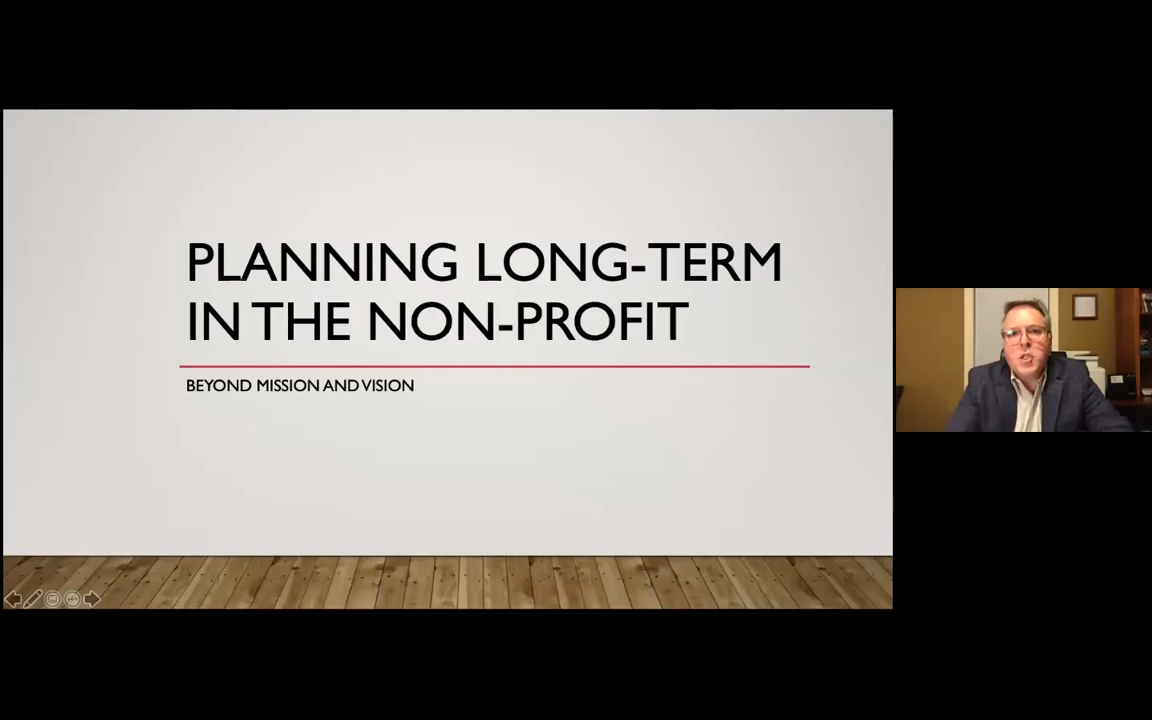 PLANNING LONG-TERM
IN THE NON-PROFIT
BEYOND MISSION AND VISION